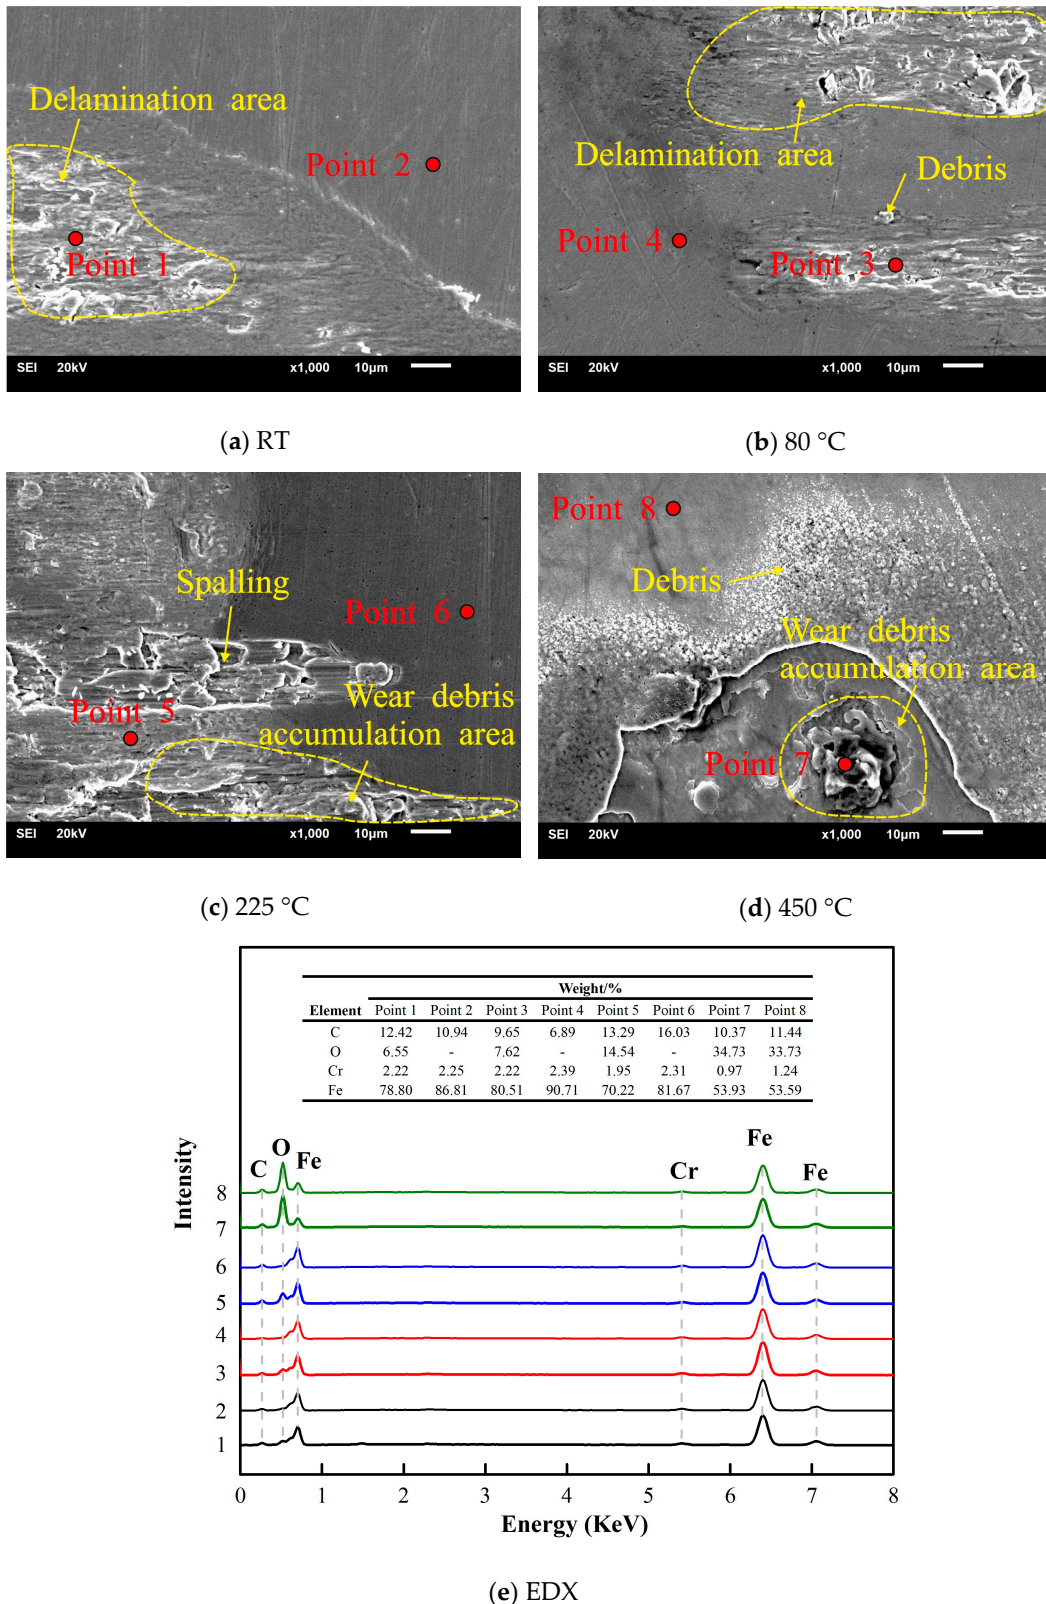 Delamination area
Point 2
Point 1
SEI 20kV x1,000 10μm
(a) RT
Delamination area
Debris
Point 4
Point 3
SEI 20kV x1,000 10μm
(b) 80 °C
Spalling
Point 6
Wear debris
accumulation area
Point 5
SEI 20kV x1,000 10μm
(c) 225 °C
Point 8
Debris
Wear debris
accumulation area
Point 7
SEI 20kV x1,000 10μm
(d) 450 °C
Weight/%
Element Point 1 Point 2 Point 3 Point 4 Point 5 Point 6 Point 7 Point 8
C 12.42 10.94 9.65 6.89 13.29 16.03 10.37 11.44
O 6.55 - 7.62 - 14.54 - 34.73 33.73
Cr 2.22 2.25 2.22 2.39 1.95 2.31 0.97 1.24
Fe 78.80 86.81 80.51 90.71 70.22 81.67 53.93 53.59
Intensity
C O Fe Cr Fe Fe
8
7
6
5
4
3
2
1
0 1 2 3 4 5 6 7 8
Energy (KeV)
(e) EDX